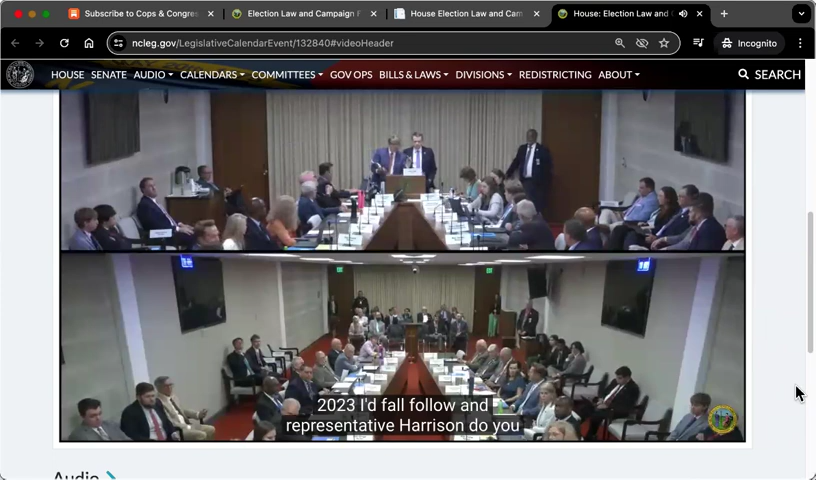 Subscribe to Cops & Congres
Election Law and Campaign F
House Election Law and Cam
House: Election Law and
ncleg.gov/LegislativeCalendarEvent/132840#videoHeader
Incognito
HOUSE SENATE AUDIO CALENDARS COMMITTEES GOV OPS BILLS & LAWS DIVISIONS REDISTRICTING ABOUT SEARCH
2023 I'd fall follow and
representative Harrison do you
Audio